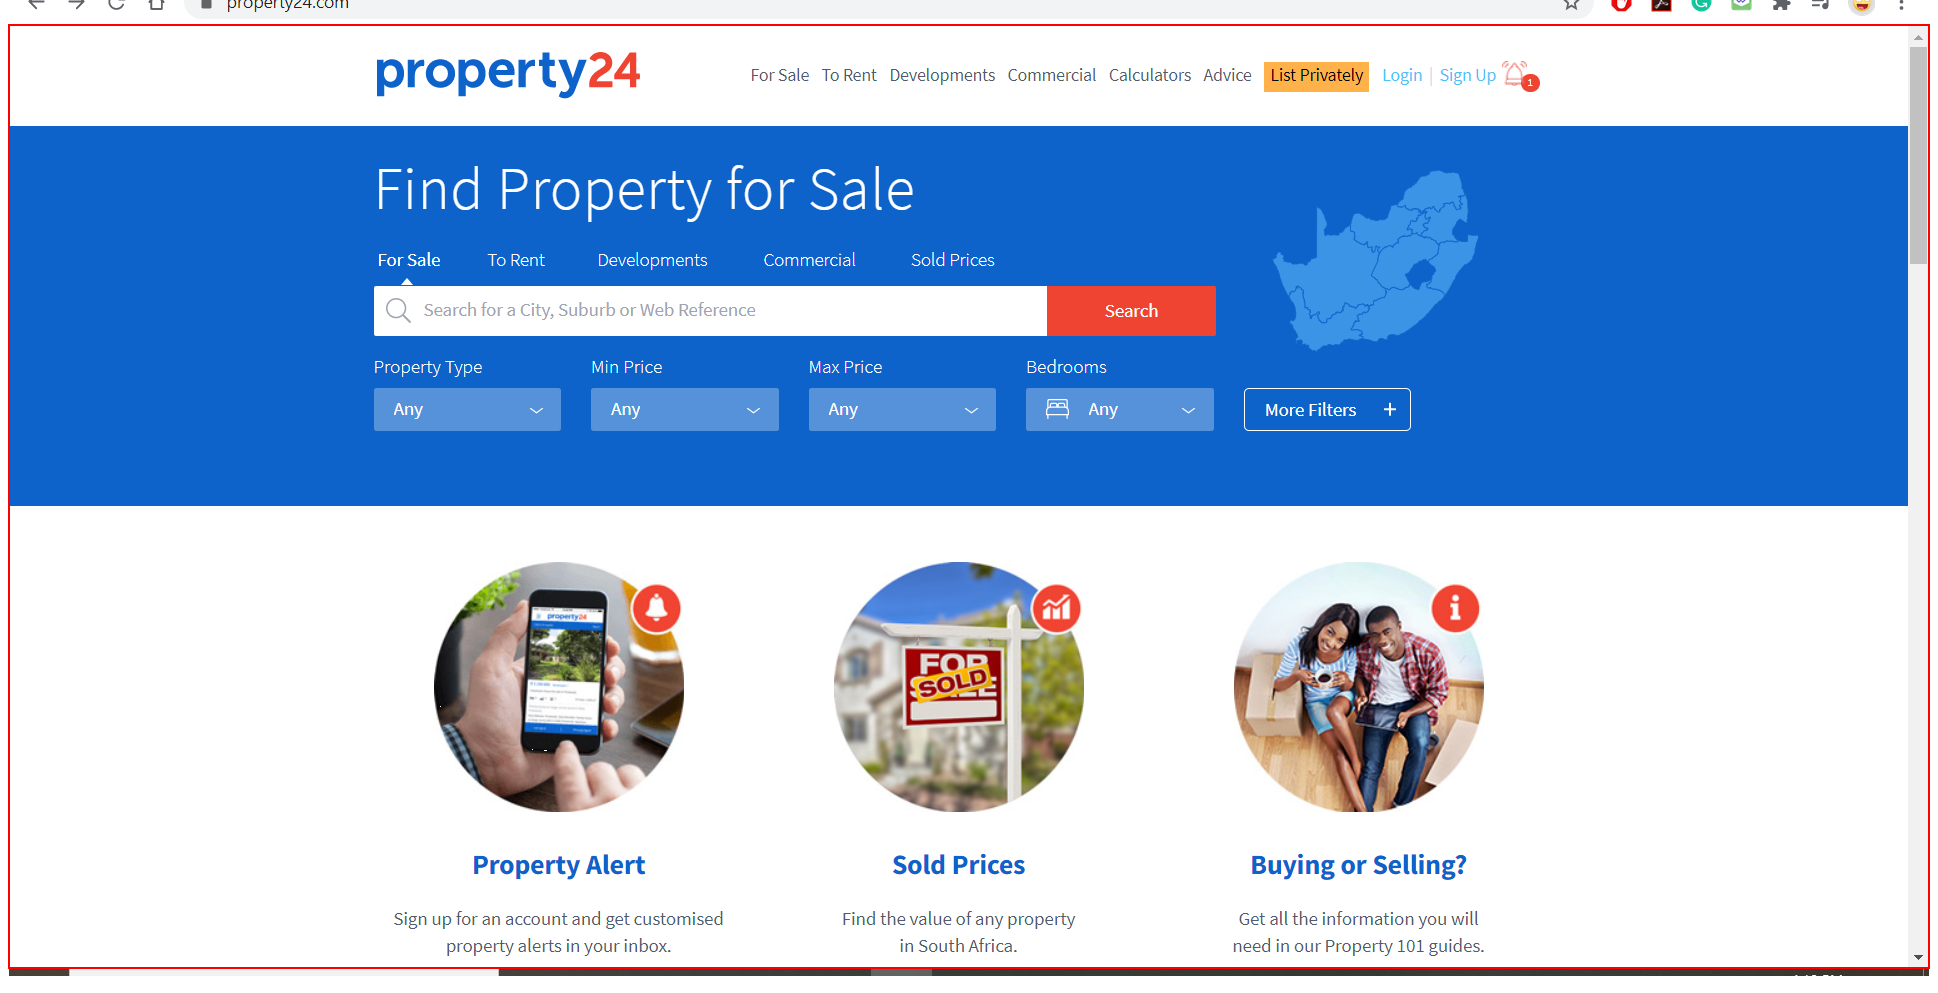 property24.com
property24
For Sale To Rent Developments Commercial Calculators Advice List Privately Login | Sign Up 1
Find Property for Sale
For Sale To Rent Developments Commercial Sold Prices
Search for a City, Suburb or Web Reference Search
Property Type Min Price Max Price Bedrooms
Any Any Any Any More Filters +
property24
FOR
SOLD
Property Alert Sold Prices Buying or Selling?
Sign up for an account and get customised Find the value of any property Get all the information you will
property alerts in your inbox. in South Africa. need in our Property 101 guides.